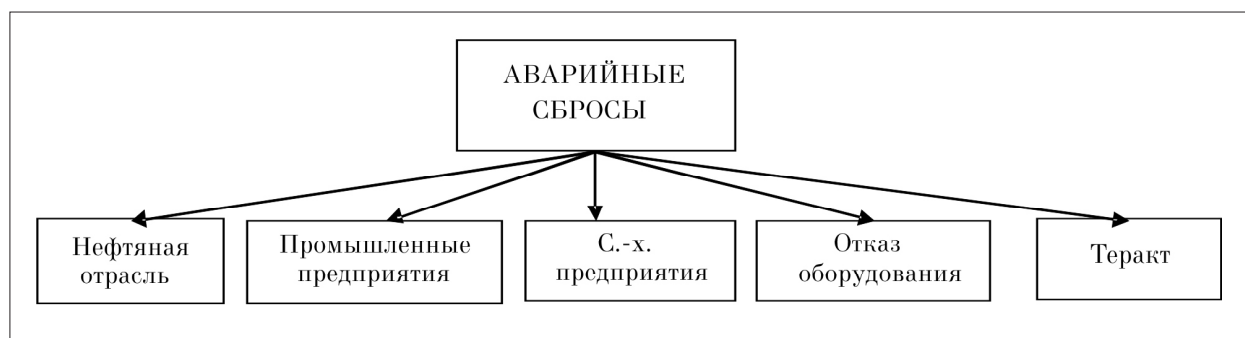 АВАРИЙНЫЕ
СБРОСЫ
Нефтяная
отрасль
Промышленные
предприятия
С.-х.
предприятия
Отказ
оборудования
Теракт